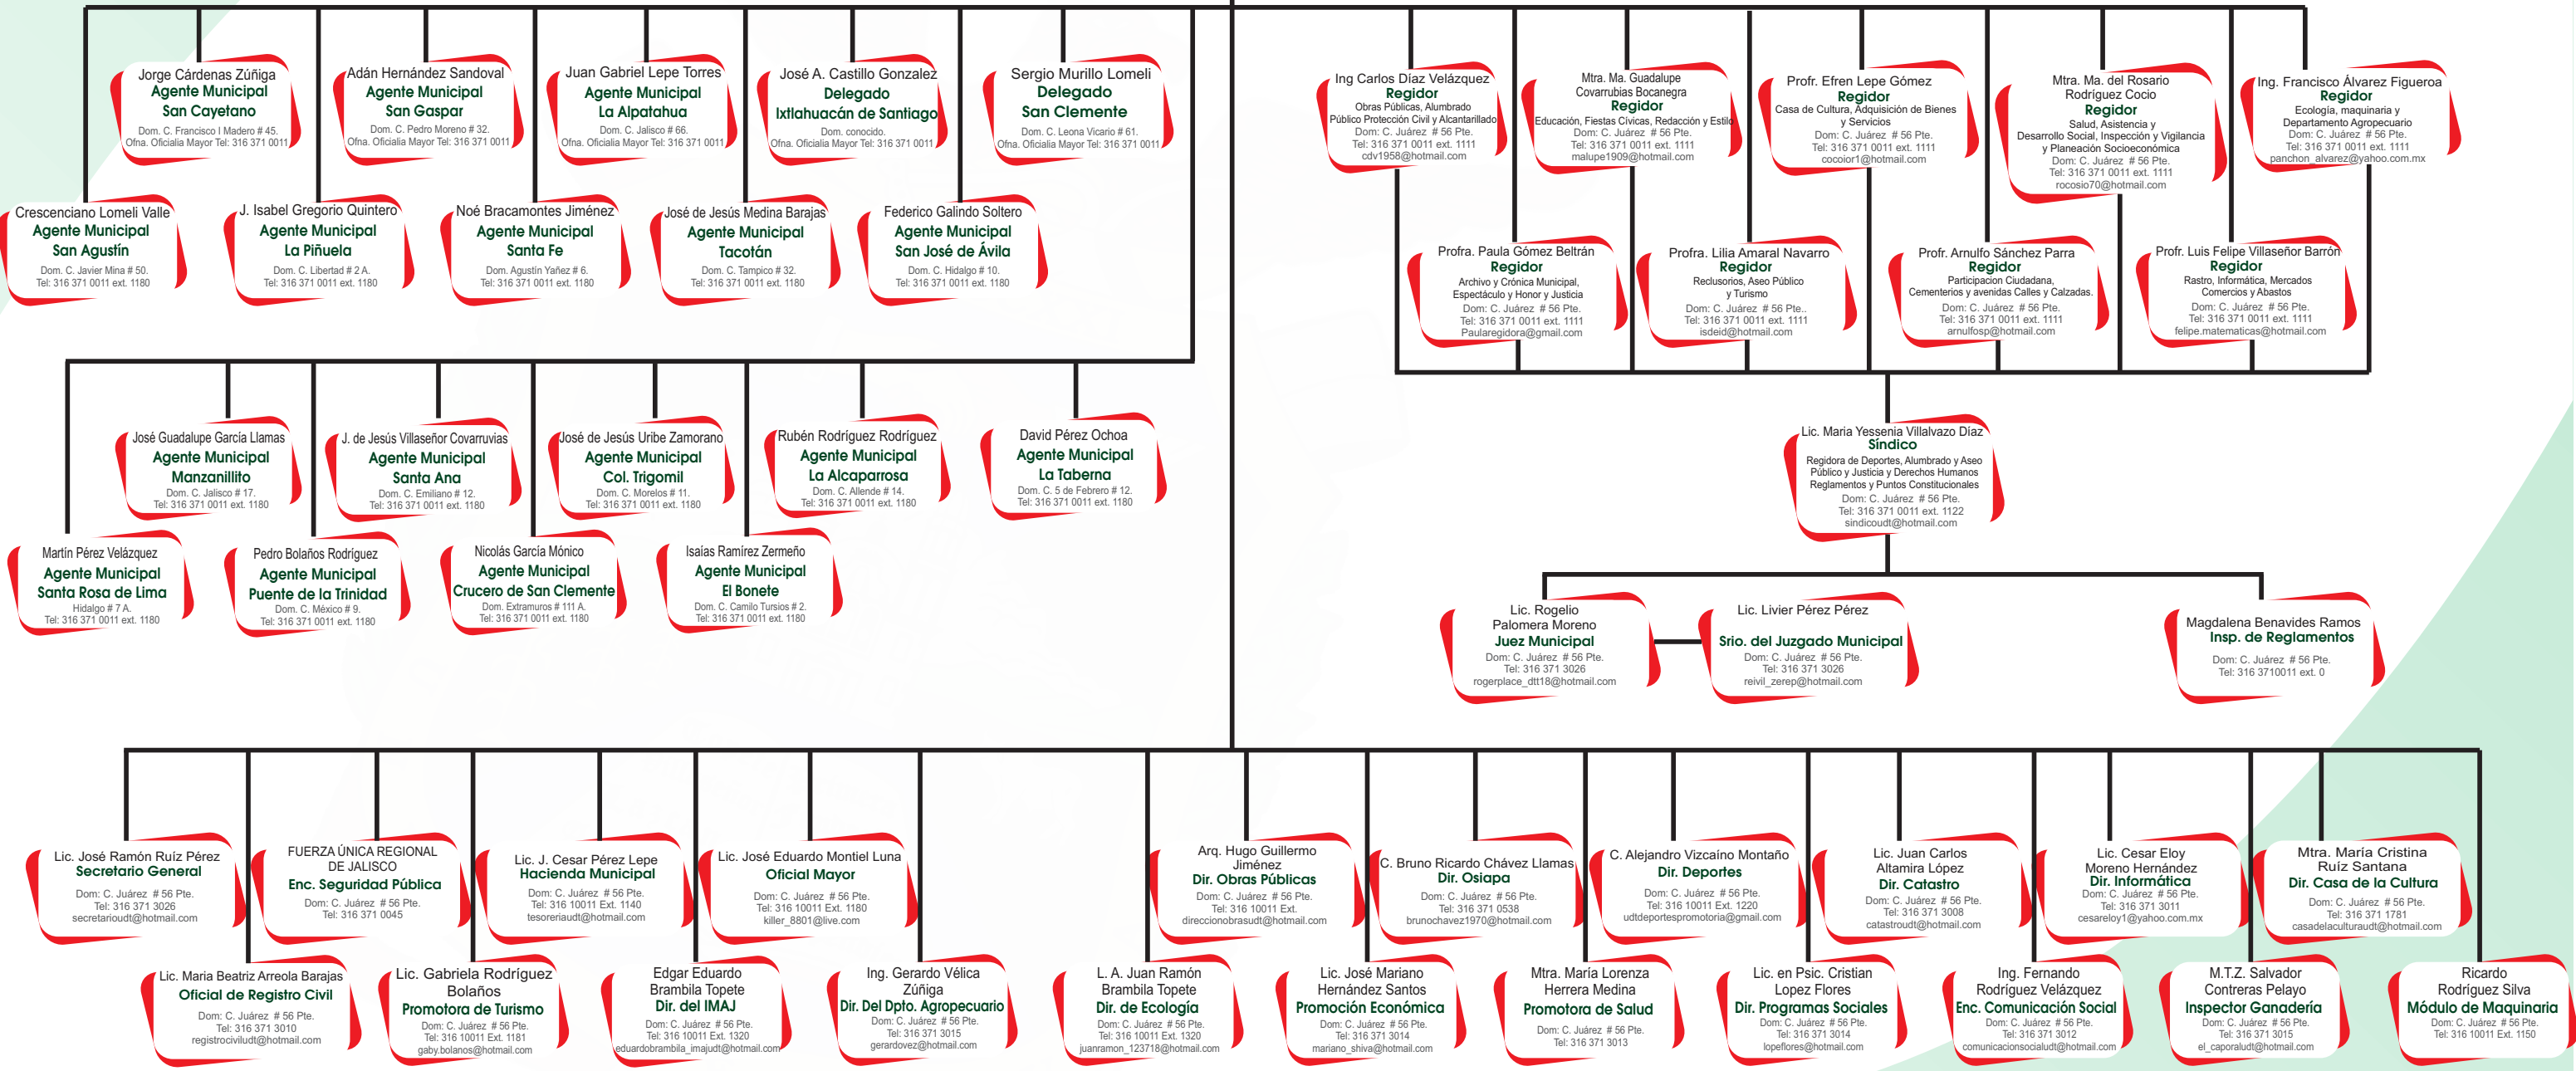 Jorge Cárdenas Zúñiga
Agente Municipal
San Cayetano
Dom. C. Francisco I Madero # 45.
Ofna. Oficialia Mayor Tel: 316 371 0011
Adán Hernández Sandoval
Agente Municipal
San Gaspar
Dom. C. Pedro Moreno # 32.
Ofna. Oficialia Mayor Tel: 316 371 0011
Juan Gabriel Lepe Torres
Agente Municipal
La Alpatahua
Dom. C. Jalisco # 66.
Ofna. Oficialia Mayor Tel: 316 371 0011
José A. Castillo Gonzalez
Delegado
Ixtlahuacán de Santiago
Dom. conocido.
Ofna. Oficialia Mayor Tel: 316 371 0011
Sergio Murillo Lomeli
Delegado
San Clemente
Dom. C. Leona Vicario # 61.
Ofna. Oficialia Mayor Tel: 316 371 0011
Crescenciano Lomeli Valle
Agente Municipal
San Agustín
Dom. C. Javier Mina # 50.
Tel: 316 371 0011 ext. 1180
J. Isabel Gregorio Quintero
Agente Municipal
La Piñuela
Dom. C. Libertad # 2 A.
Tel: 316 371 0011 ext. 1180
Noé Bracamontes Jiménez
Agente Municipal
Santa Fe
Dom. Agustín Yañez # 6.
Tel: 316 371 0011 ext. 1180
José de Jesús Medina Barajas
Agente Municipal
Tacotán
Dom. C. Tampico # 32.
Tel: 316 371 0011 ext. 1180
Federico Galindo Soltero
Agente Municipal
San José de Ávila
Dom. C. Hidalgo # 10.
Tel: 316 371 0011 ext. 1180
José Guadalupe García Llamas
Agente Municipal
Manzanillito
Dom. C. Jalisco # 17.
Tel: 316 371 0011 ext. 1180
J. de Jesús Villaseñor Covarruvias
Agente Municipal
Santa Ana
Dom. C. Emiliano # 12.
Tel: 316 371 0011 ext. 1180
José de Jesús Uribe Zamorano
Agente Municipal
Col. Trigomil
Dom. C. Morelos # 11.
Tel: 316 371 0011 ext. 1180
Rubén Rodríguez Rodríguez
Agente Municipal
La Alcaparrosa
Dom. C. Allende # 14.
Tel: 316 371 0011 ext. 1180
David Pérez Ochoa
Agente Municipal
La Taberna
Dom. C. 5 de Febrero # 12.
Tel: 316 371 0011 ext. 1180
Martín Pérez Velázquez
Agente Municipal
Santa Rosa de Lima
Hidalgo # 7 A.
Tel: 316 371 0011 ext. 1180
Pedro Bolaños Rodríguez
Agente Municipal
Puente de la Trinidad
Dom. C. México # 9.
Tel: 316 371 0011 ext. 1180
Nicolás García Mónico
Agente Municipal
Crucero de San Clemente
Dom. Extramuros # 111 A.
Tel: 316 371 0011 ext. 1180
Isaías Ramírez Zermeño
Agente Municipal
El Bonete
Dom. C. Camilo Tursios # 2.
Tel: 316 371 0011 ext. 1180
Ing Carlos Díaz Velázquez
Regidor
Obras Públicas, Alumbrado
Público Protección Civil y Alcantarillado
Dom: C. Juárez # 56 Pte.
Tel: 316 371 0011 ext. 1111
cdv1958@hotmail.com
Mtra. Ma. Guadalupe
Covarrubias Bocanegra
Regidor
Educación, Fiestas Cívicas, Redacción y Estilo
Dom: C. Juárez # 56 Pte.
Tel: 316 371 0011 ext. 1111
malupe1909@hotmail.com
Profr. Efren Lepe Gómez
Regidor
Casa de Cultura, Adquisición de Bienes
y Servicios
Dom: C. Juárez # 56 Pte.
Tel: 316 371 0011 ext. 1111
cocoior1@hotmail.com
Mtra. Ma. del Rosario
Rodríguez Cocio
Regidor
Salud, Asistencia y
Desarrollo Social, Inspección y Vigilancia
y Planeación Socioeconómica
Dom: C. Juárez # 56 Pte.
Tel: 316 371 0011 ext. 1111
rocosio70@hotmail.com
Ing. Francisco Álvarez Figueroa
Regidor
Ecología, maquinaria y
Departamento Agropecuario
Dom: C. Juárez # 56 Pte.
Tel: 316 371 0011 ext. 1111
panchon_alvarez@yahoo.com.mx
Profra. Paula Gómez Beltrán
Regidor
Archivo y Crónica Municipal,
Espectáculo y Honor y Justicia
Dom: C. Juárez # 56 Pte.
Tel: 316 371 0011 ext. 1111
Paularegidora@gmail.com
Profra. Lilia Amaral Navarro
Regidor
Reclusorios, Aseo Público
y Turismo
Dom: C. Juárez # 56 Pte..
Tel: 316 371 0011 ext. 1111
isdeid@hotmail.com
Profr. Arnulfo Sánchez Parra
Regidor
Participacion Ciudadana,
Cementerios y avenidas Calles y Calzadas.
Dom: C. Juárez # 56 Pte.
Tel: 316 371 0011 ext. 1111
arnulfosp@hotmail.com
Profr. Luis Felipe Villaseñor Barrón
Regidor
Rastro, Informática, Mercados
Comercios y Abastos
Dom: C. Juárez # 56 Pte.
Tel: 316 371 0011 ext. 1111
felipe.matematicas@hotmail.com
Lic. Maria Yessenia Villalvazo Díaz
Síndico
Regidora de Deportes, Alumbrado y Aseo
Público y Justicia y Derechos Humanos
Reglamentos y Puntos Constitucionales
Dom: C. Juárez # 56 Pte.
Tel: 316 371 0011 ext. 1122
sindicoudt@hotmail.com
Lic. Rogelio
Palomera Moreno
Juez Municipal
Dom: C. Juárez # 56 Pte.
Tel: 316 371 3026
rogerplace_dtt18@hotmail.com
Lic. Livier Pérez Pérez
Srio. del Juzgado Municipal
Dom: C. Juárez # 56 Pte.
Tel: 316 371 3026
reivil_zerep@hotmail.com
Magdalena Benavides Ramos
Insp. de Reglamentos
Dom: C. Juárez # 56 Pte.
Tel: 316 3710011 ext. 0
Lic. José Ramón Ruíz Pérez
Secretario General
Dom: C. Juárez # 56 Pte.
Tel: 316 371 3026
secretarioudt@hotmail.com
FUERZA ÚNICA REGIONAL
DE JALISCO
Enc. Seguridad Pública
Dom: C. Juárez # 56 Pte.
Tel: 316 371 0045
Lic. J. Cesar Pérez Lepe
Hacienda Municipal
Dom: C. Juárez # 56 Pte.
Tel: 316 10011 Ext. 1140
tesoreriaudt@hotmail.com
Lic. José Eduardo Montiel Luna
Oficial Mayor
Dom: C. Juárez # 56 Pte.
Tel: 316 10011 Ext. 1180
killer_8801@live.com
Arq. Hugo Guillermo
Jiménez
Dir. Obras Públicas
Dom: C. Juárez # 56 Pte.
Tel: 316 10011 Ext.
direccionobrasudt@hotmail.com
C. Bruno Ricardo Chávez Llamas
Dir. Osiapa
Dom: C. Juárez # 56 Pte.
Tel: 316 371 0538
brunochavez1970@hotmail.com
C. Alejandro Vizcaíno Montaño
Dir. Deportes
Dom: C. Juárez # 56 Pte.
Tel: 316 10011 Ext. 1220
udtdeportespromotoria@gmail.com
Lic. Juan Carlos
Altamira López
Dir. Catastro
Dom: C. Juárez # 56 Pte.
Tel: 316 371 3008
catastroudt@hotmail.com
Lic. Cesar Eloy
Moreno Hernández
Dir. Informática
Dom: C. Juárez # 56 Pte.
Tel: 316 371 3011
cesareloy1@yahoo.com.mx
Mtra. María Cristina
Ruíz Santana
Dir. Casa de la Cultura
Dom: C. Juárez # 56 Pte.
Tel: 316 371 1781
casadelaculturaudt@hotmail.com
Lic. Maria Beatriz Arreola Barajas
Oficial de Registro Civil
Dom: C. Juárez # 56 Pte.
Tel: 316 371 3010
registrociviludt@hotmail.com
Lic. Gabriela Rodríguez
Bolaños
Promotora de Turismo
Dom: C. Juárez # 56 Pte.
Tel: 316 10011 Ext. 1181
gaby.bolanos@hotmail.com
Edgar Eduardo
Brambila Topete
Dir. del IMAJ
Dom: C. Juárez # 56 Pte.
Tel: 316 10011 Ext. 1320
eduardobrambila_imajudt@hotmail.com
Ing. Gerardo Vélica
Zúñiga
Dir. Del Dpto. Agropecuario
Dom: C. Juárez # 56 Pte.
Tel: 316 371 3015
gerardovez@hotmail.com
L. A. Juan Ramón
Brambila Topete
Dir. de Ecología
Dom: C. Juárez # 56 Pte.
Tel: 316 10011 Ext. 1320
juanramon_123718@hotmail.com
Lic. José Mariano
Hernández Santos
Promoción Económica
Dom: C. Juárez # 56 Pte.
Tel: 316 371 3014
mariano_shiva@hotmail.com
Mtra. María Lorenza
Herrera Medina
Promotora de Salud
Dom: C. Juárez # 56 Pte.
Tel: 316 371 3013
Lic. en Psic. Cristian
Lopez Flores
Dir. Programas Sociales
Dom: C. Juárez # 56 Pte.
Tel: 316 371 3014
lopeflores@hotmail.com
Ing. Fernando
Rodríguez Velázquez
Enc. Comunicación Social
Dom: C. Juárez # 56 Pte.
Tel: 316 371 3012
comunicacionsocialudt@hotmail.com
M.T.Z. Salvador
Contreras Pelayo
Inspector Ganadería
Dom: C. Juárez # 56 Pte.
Tel: 316 371 3015
el_caporaludt@hotmail.com
Ricardo
Rodríguez Silva
Módulo de Maquinaria
Dom: C. Juárez # 56 Pte.
Tel: 316 10011 Ext. 1150